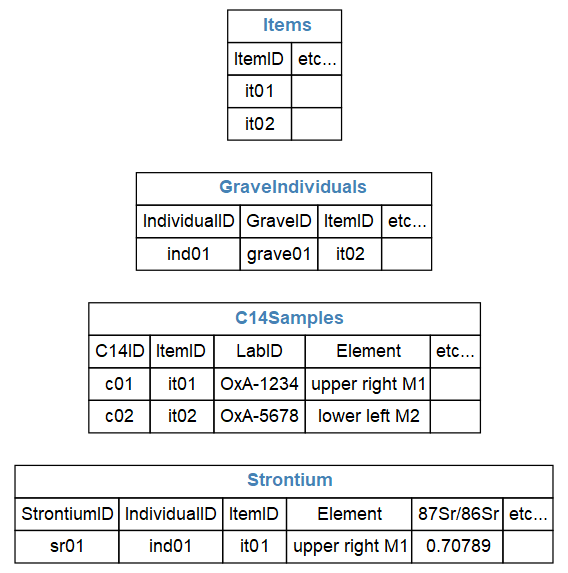 Items
ItemID etc...
it01
it02
GraveIndividuals
IndividualID GraveID ItemID etc...
ind01 grave01 it02
C14Samples
C14ID ItemID LabID Element etc...
c01 it01 OxA-1234 upper right M1
c02 it02 OxA-5678 lower left M2
Strontium
StrontiumID IndividualID ItemID Element 87Sr/86Sr etc...
sr01 ind01 it01 upper right M1 0.70789